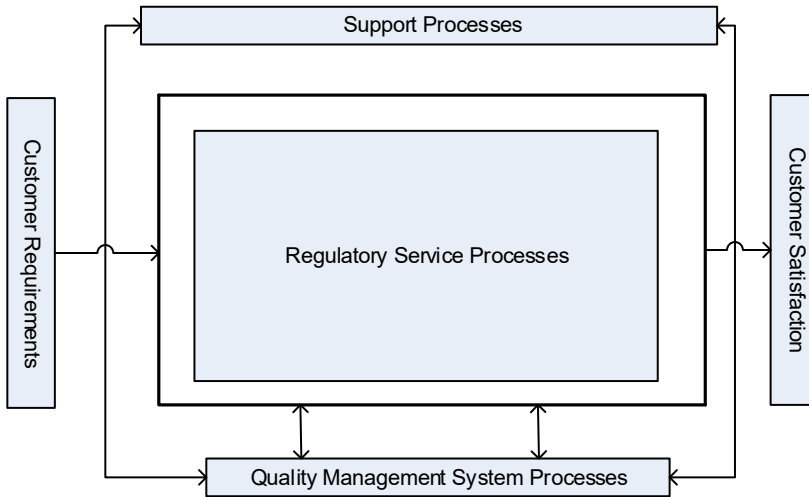 Support Processes
Customer Requirements
Regulatory Service Processes
Customer Satisfaction
Quality Management System Processes